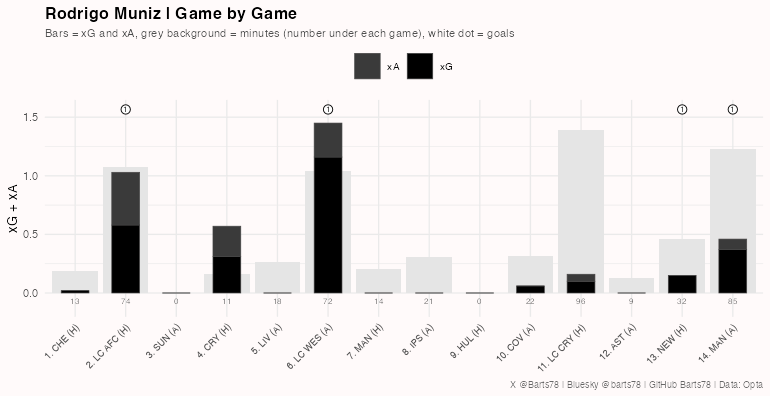 Rodrigo Muniz | Game by Game
Bars = xG and xA, grey background = minutes (number under each game), white dot = goals
xA xG
1 1 1 1
xG + xA
1.5
1.0
0.5
0.0
13 74 0 11 18 72 14 21 0 22 96 9 32 85
1. CHE (H)
2. LC AFC (H)
3. SUN (A)
4. CRY (H)
5. LIV (A)
6. LC WES (A)
7. MAN (H)
8. IPS (A)
9. HUL (H)
10. COV (A)
11. LC CRY (H)
12. AST (A)
13. NEW (H)
14. MAN (A)
X @Barts78 | Bluesky @barts78 | GitHub Barts78 | Data: Opta